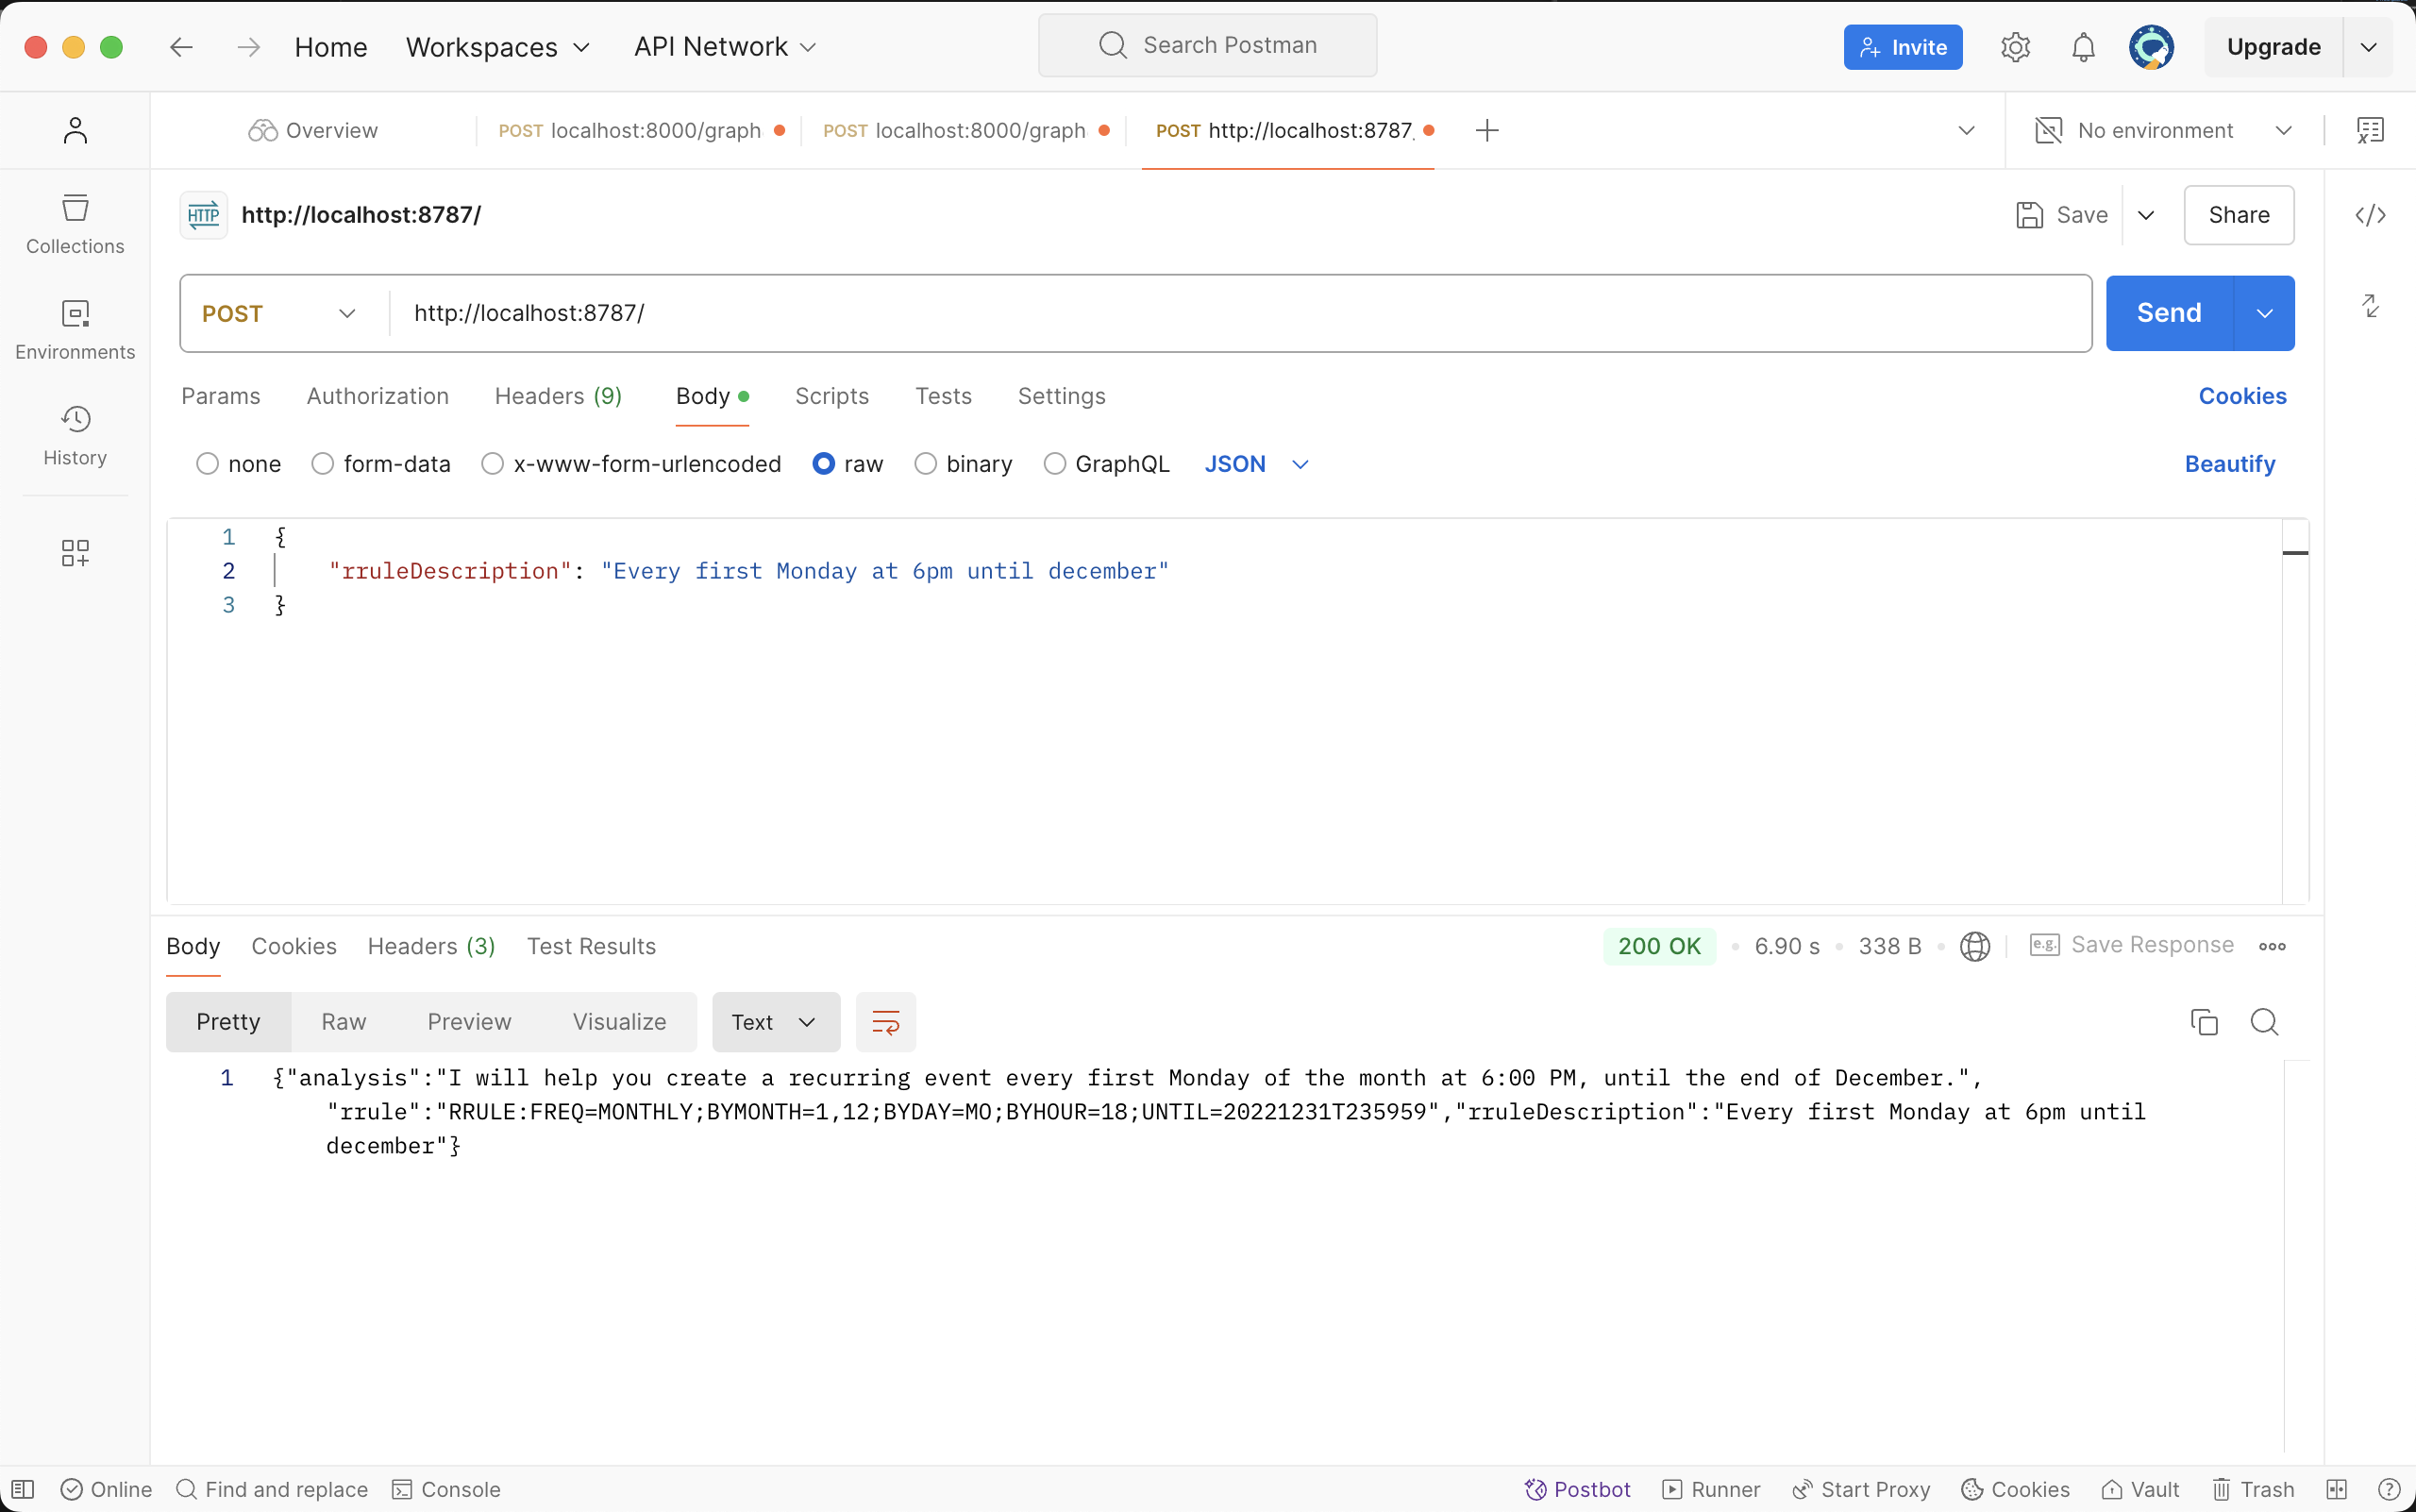 Home Workspaces API Network Search Postman Invite Upgrade
Overview POST localhost:8000/graph POST localhost:8000/graph POST http://localhost:8787 No environment
Collections
Environments
History
HTTP http://localhost:8787/ Save Share
POST http://localhost:8787/ Send
Params Authorization Headers (9) Body Scripts Tests Settings Cookies
none form-data x-www-form-urlencoded raw binary GraphQL JSON Beautify
1 {
2 "rruleDescription": "Every first Monday at 6pm until december"
3 }
Body Cookies Headers (3) Test Results 200 OK 6.90 s 338 B e.g. Save Response
Pretty Raw Preview Visualize Text
1 {"analysis":"I will help you create a recurring event every first Monday of the month at 6:00 PM, until the end of December.",
"rrule":"RRULE:FREQ=MONTHLY;BYMONTH=1,12;BYDAY=MO;BYHOUR=18;UNTIL=20221231T235959","rruleDescription":"Every first Monday at 6pm until
december"}
Online Find and replace Console Postbot Runner Start Proxy Cookies Vault Trash